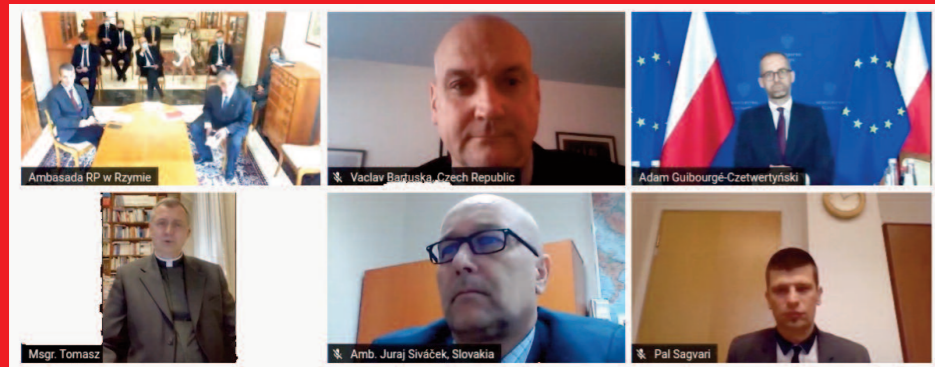 Ambasada RP w Rzymie
Vaclav Bartuska, Czech Republic
Adam Guibourgé-Czetwertyński
Msgr. Tomasz
Amb. Juraj Siváček, Slovakia
Pal Sagvari